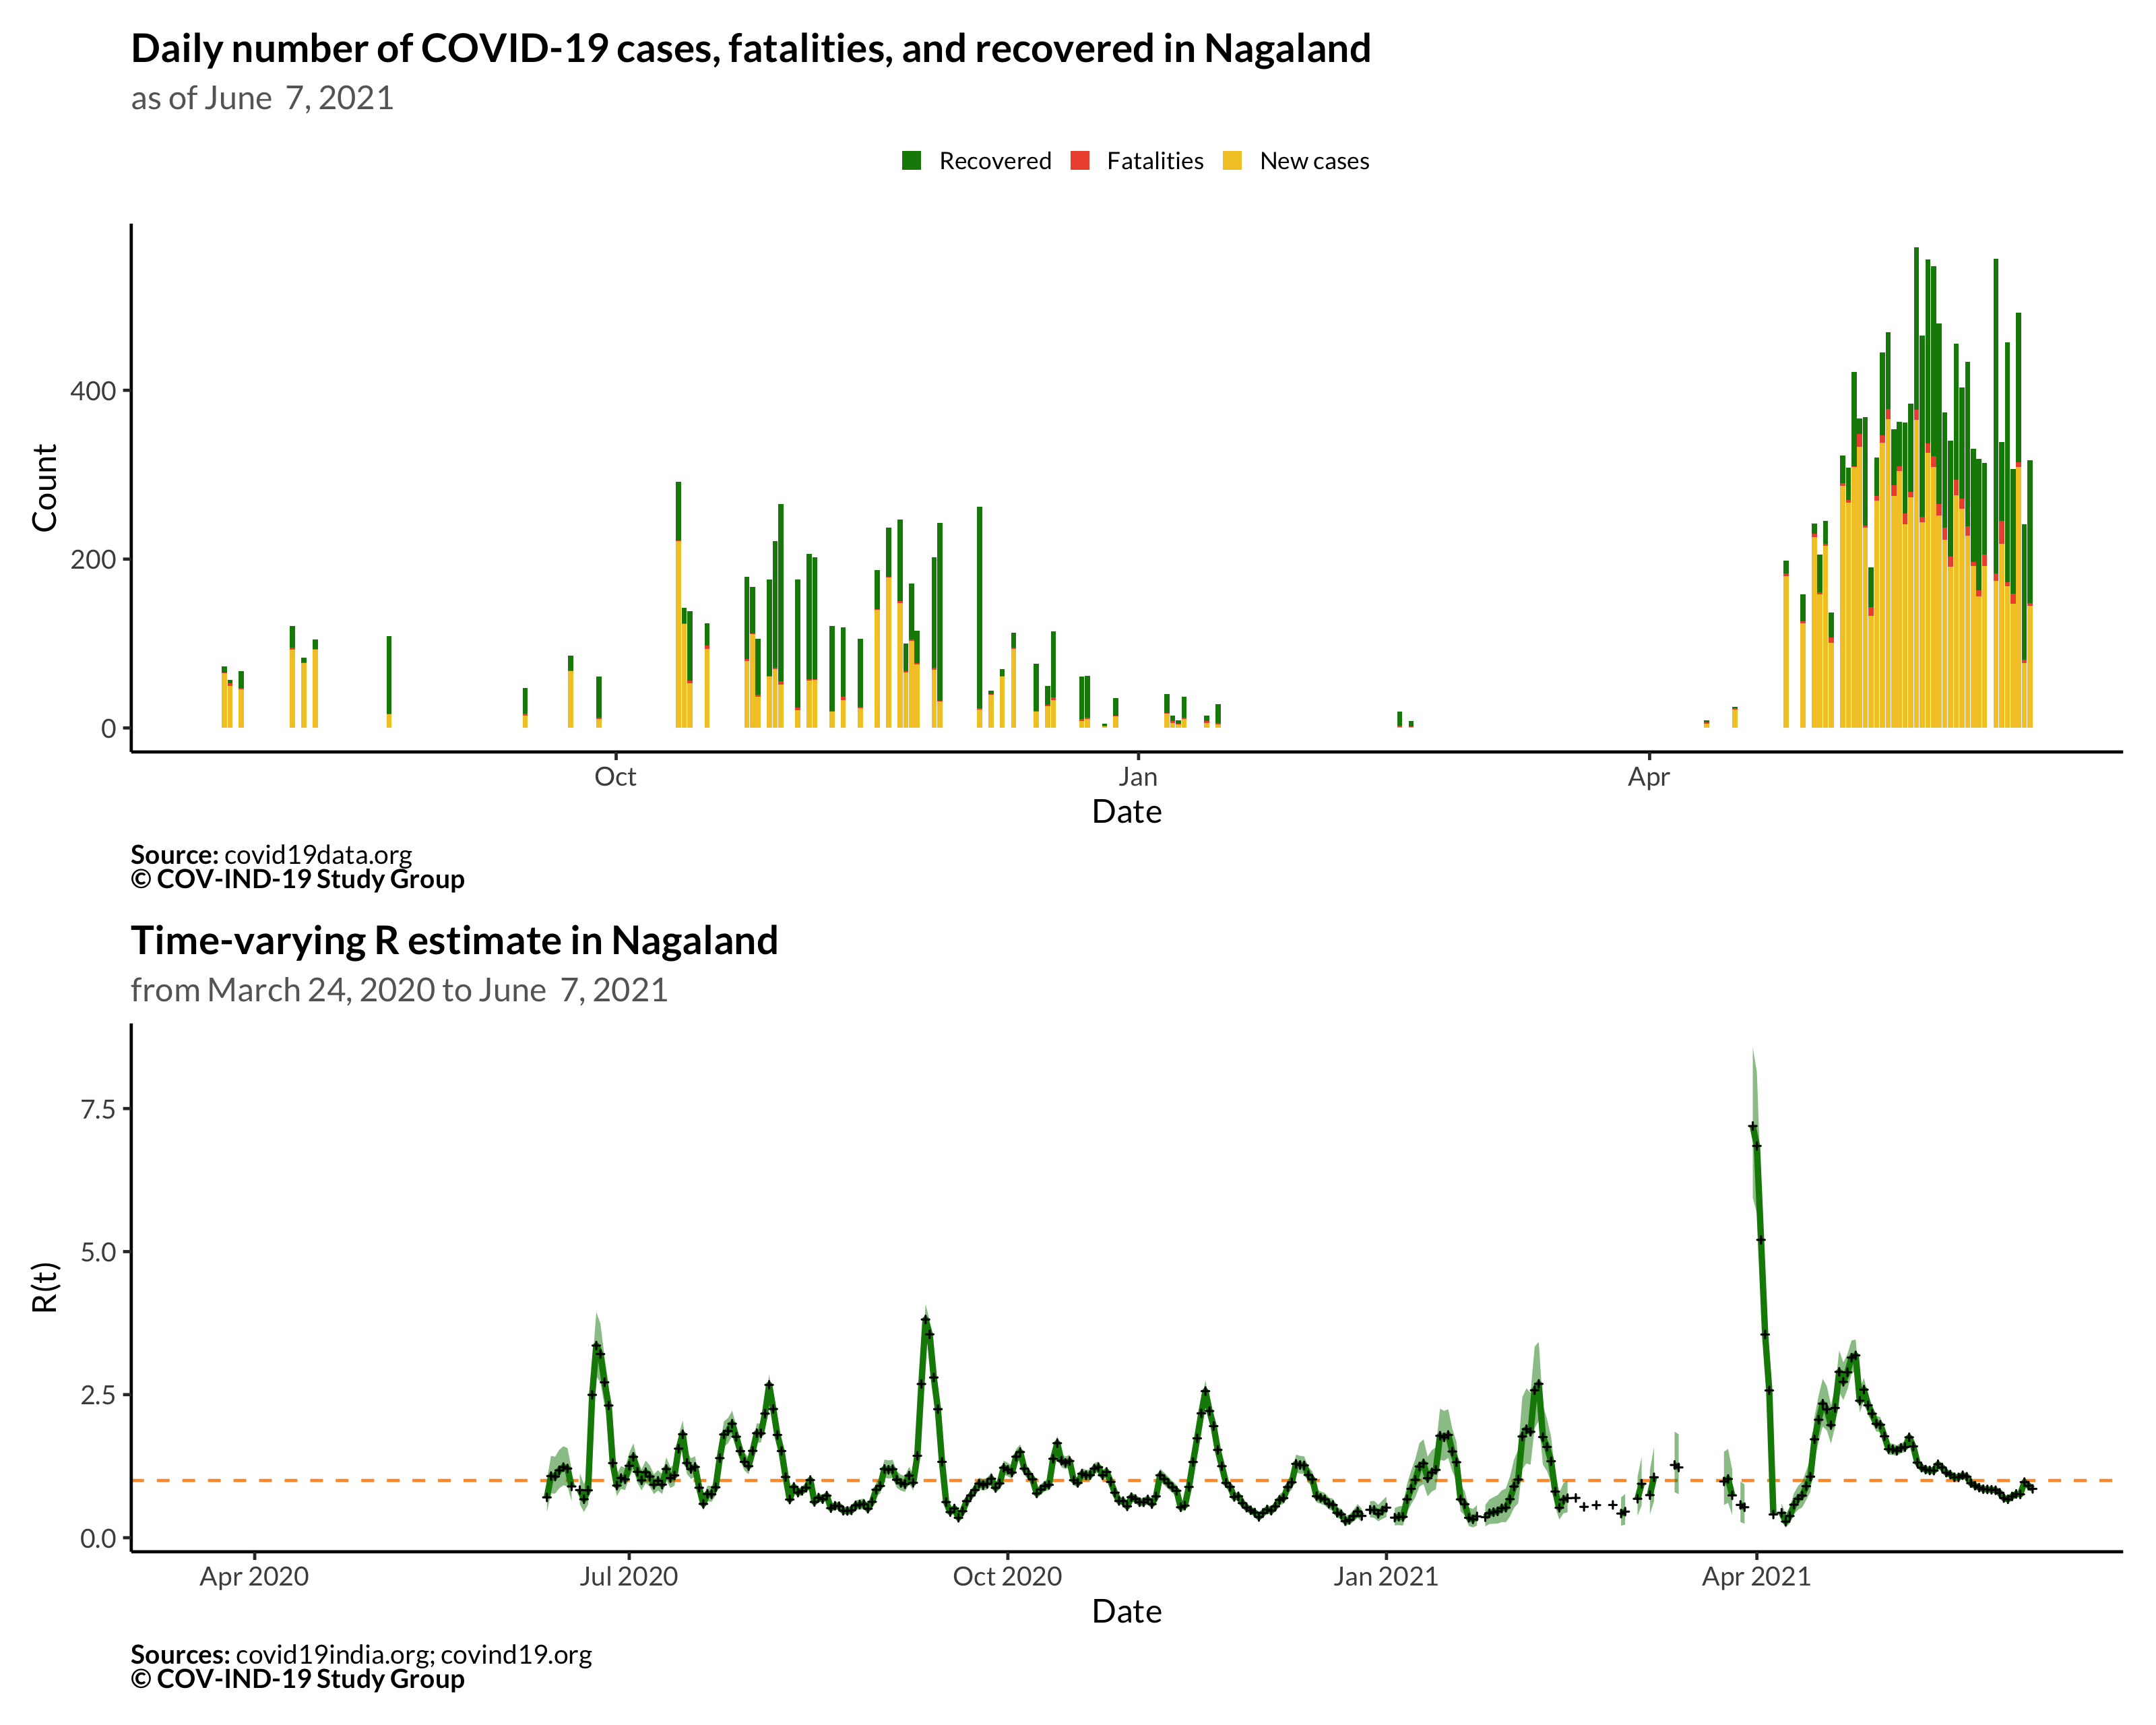 Daily number of COVID-19 cases, fatalities, and recovered in Nagaland
as of June  7, 2021
Recovered Fatalities New cases
Count
400
200
0
Oct Jan Apr
Date
Source: covid19data.org
© COV-IND-19 Study Group
Time-varying R estimate in Nagaland
from March 24, 2020 to June  7, 2021
R(t)
7.5
5.0
2.5
0.0
Apr 2020 Jul 2020 Oct 2020 Jan 2021 Apr 2021
Date
Sources: covid19india.org; covind19.org
© COV-IND-19 Study Group